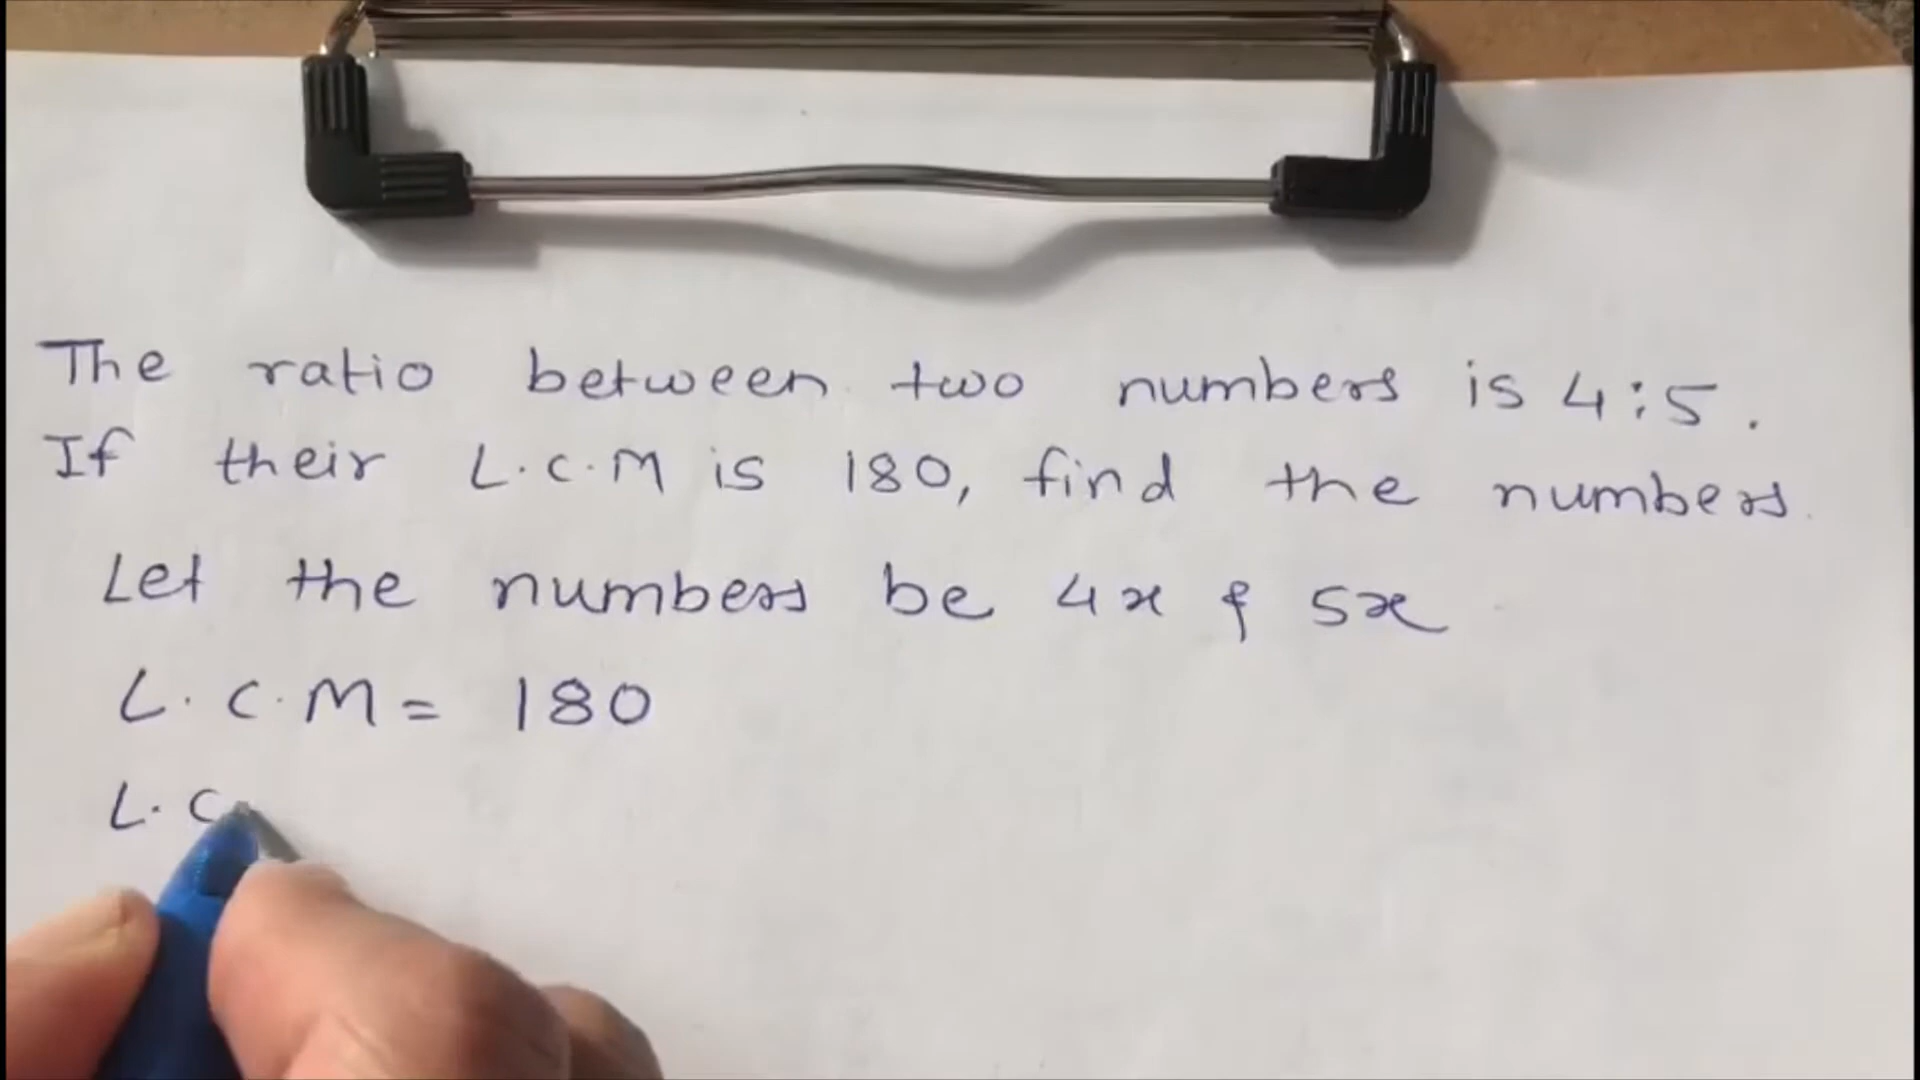 The ratio between two numbers is 4:5.
If their L.C.M is 180, find the numbers.
Let the numbers be 4x & 5x
L.C.M = 180
L.C